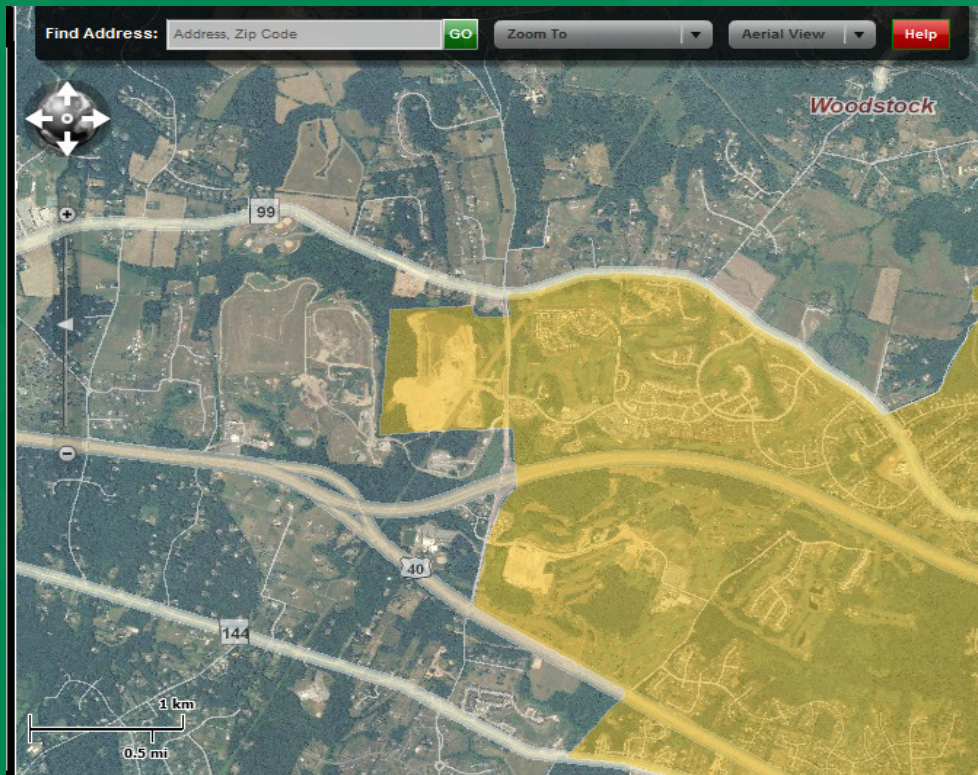 Find Address: Address, Zip Code GO Zoom To Aerial View Help
Woodstock
99
40
144
1 km
0.5 mi